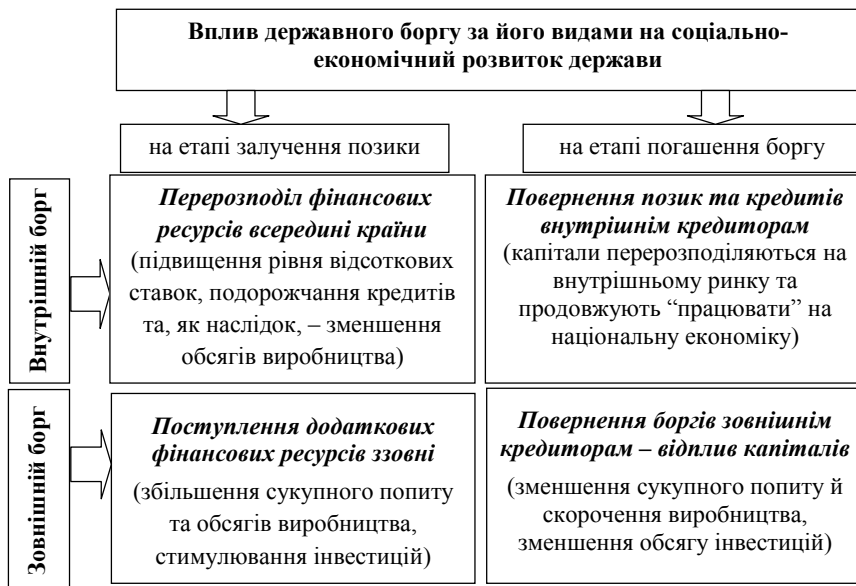 Вплив державного боргу за його видами на соціально-
економічний розвиток держави
на етапі залучення позики
на етапі погашення боргу
Внутрішній борг
Перерозподіл фінансових
ресурсів всередині країни
(підвищення рівня відсоткових
ставок, подорожчання кредитів
та, як наслідок, – зменшення
обсягів виробництва)
Повернення позик та кредитів
внутрішнім кредиторам
(капітали перерозподіляються на
внутрішньому ринку та
продовжують “працювати” на
національну економіку)
Зовнішній борг
Поступлення додаткових
фінансових ресурсів ззовні
(збільшення сукупного попиту
та обсягів виробництва,
стимулювання інвестицій)
Повернення боргів зовнішнім
кредиторам – відплив капіталів
(зменшення сукупного попиту й
скорочення виробництва,
зменшення обсягу інвестицій)